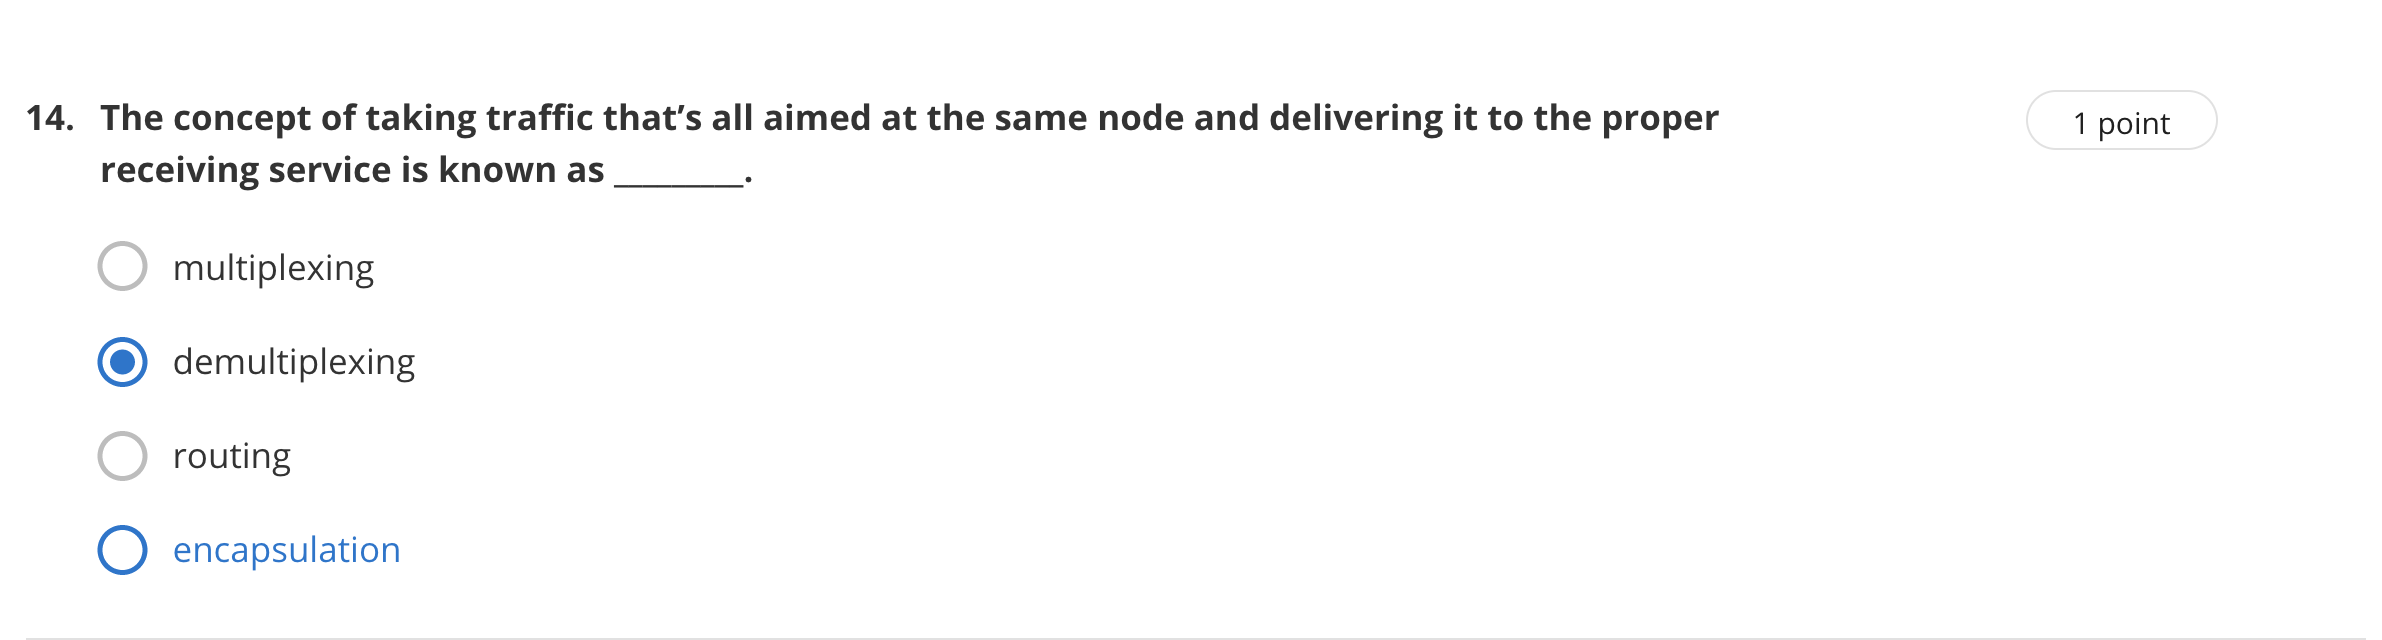 14. The concept of taking traffic that’s all aimed at the same node and delivering it to the proper
receiving service is known as _________.
1 point
multiplexing
demultiplexing
routing
encapsulation